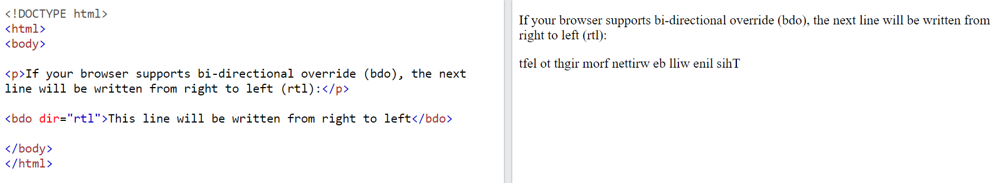 <!DOCTYPE html>
<html>
<body>
<p>If your browser supports bi-directional override (bdo), the next
line will be written from right to left (rtl):</p>
<bdo dir="rtl">This line will be written from right to left</bdo>
</body>
</html>
If your browser supports bi-directional override (bdo), the next line will be written from
right to left (rtl):
tfel ot thgir morf nettirw eb lliw enil sihT